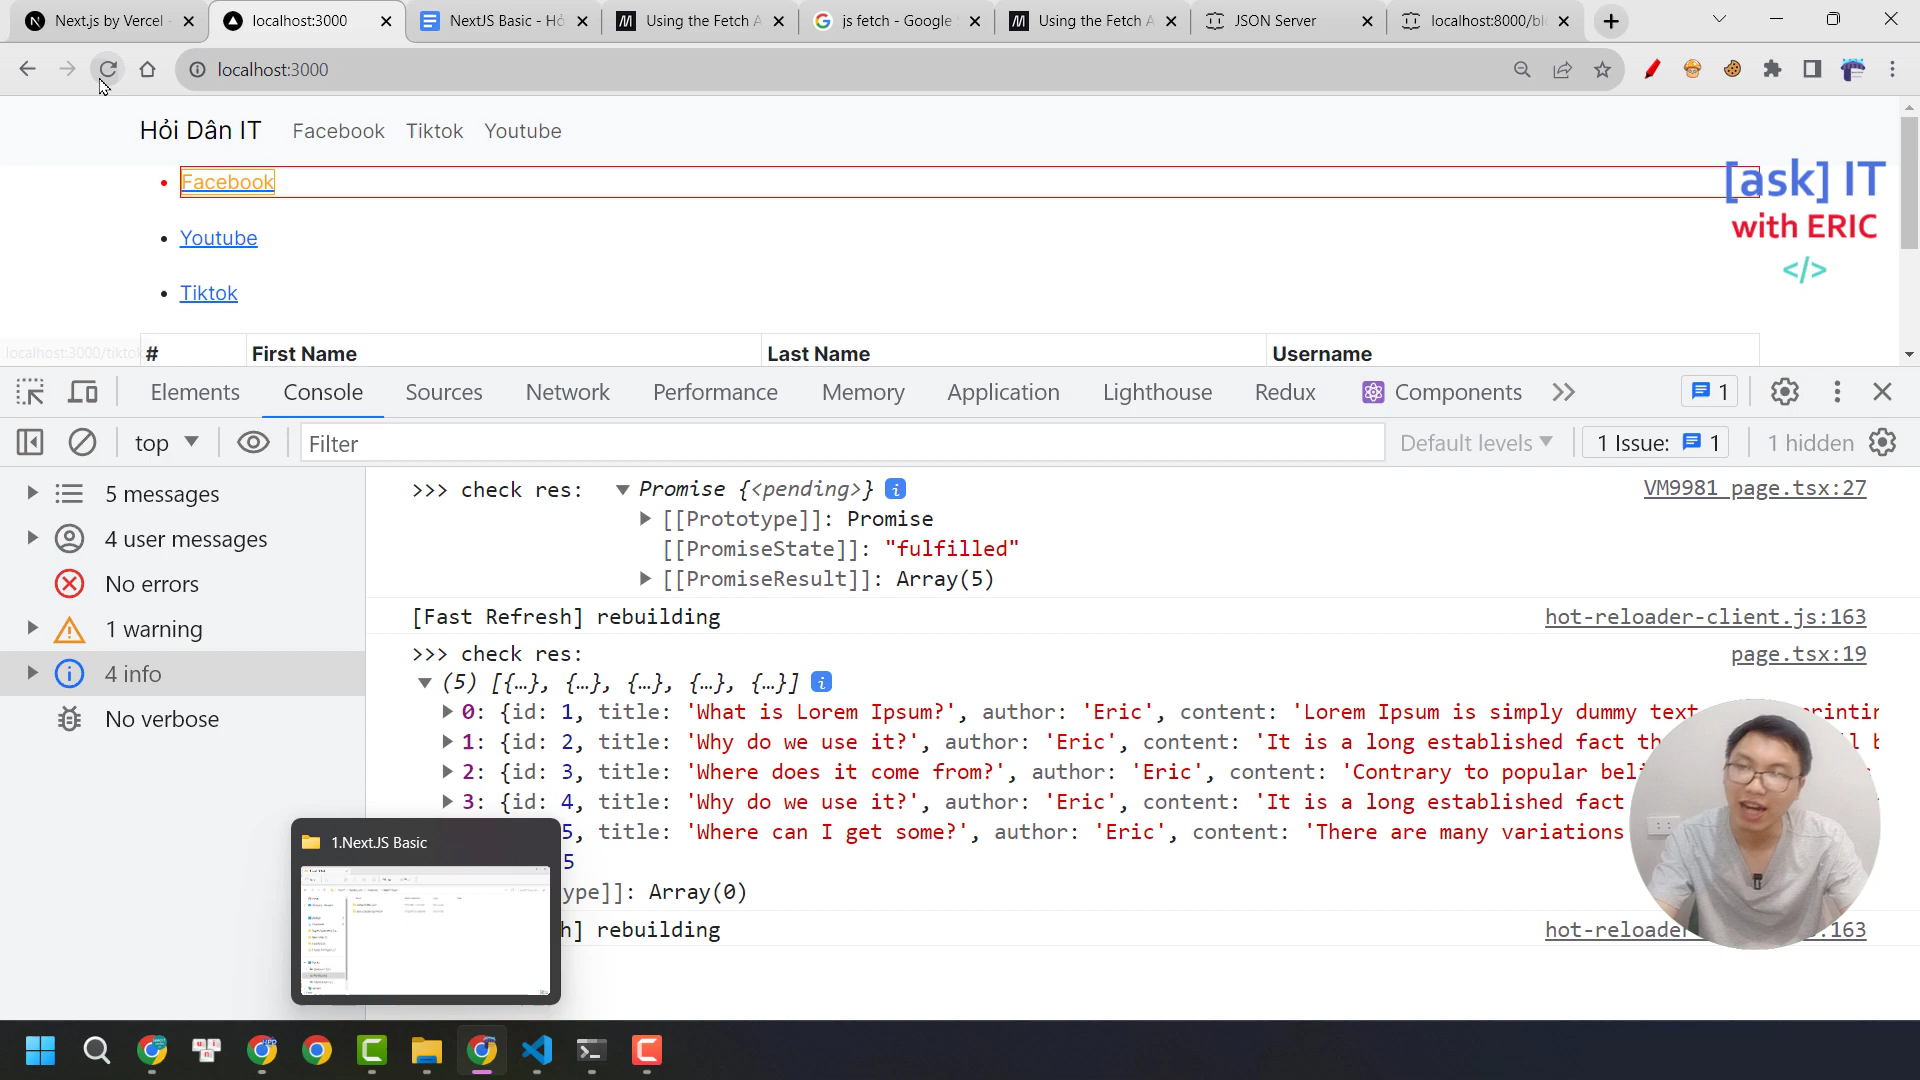 Next.js by Vercel -
localhost:3000
NextJS Basic - Hỏ
Using the Fetch A
js fetch - Google
Using the Fetch A
JSON Server
localhost:8000/bl
localhost:3000
Hỏi Dân IT
Facebook
Tiktok
Youtube
Facebook
Youtube
Tiktok
[ask] IT
with ERIC
</>
localhost:3000/tiktok
# First Name Last Name Username
Elements Console Sources Network Performance Memory Application Lighthouse Redux Components 1
top Filter Default levels 1 Issue: 1 1 hidden
5 messages
4 user messages
No errors
1 warning
4 info
No verbose
>>> check res: Promise {<pending>} VM9981 page.tsx:27
[[Prototype]]: Promise
[[PromiseState]]: "fulfilled"
[[PromiseResult]]: Array(5)
[Fast Refresh] rebuilding hot-reloader-client.js:163
>>> check res: page.tsx:19
(5) [{…}, {…}, {…}, {…}, {…}]
0: {id: 1, title: 'What is Lorem Ipsum?', author: 'Eric', content: 'Lorem Ipsum is simply dummy text
1: {id: 2, title: 'Why do we use it?', author: 'Eric', content: 'It is a long established fact
2: {id: 3, title: 'Where does it come from?', author: 'Eric', content: 'Contrary to popular
3: {id: 4, title: 'Why do we use it?', author: 'Eric', content: 'It is a long established fact
5, title: 'Where can I get some?', author: 'Eric', content: 'There are many variations
5
ype]]: Array(0)
h] rebuilding hot-reloade :163
1.NextJS Basic